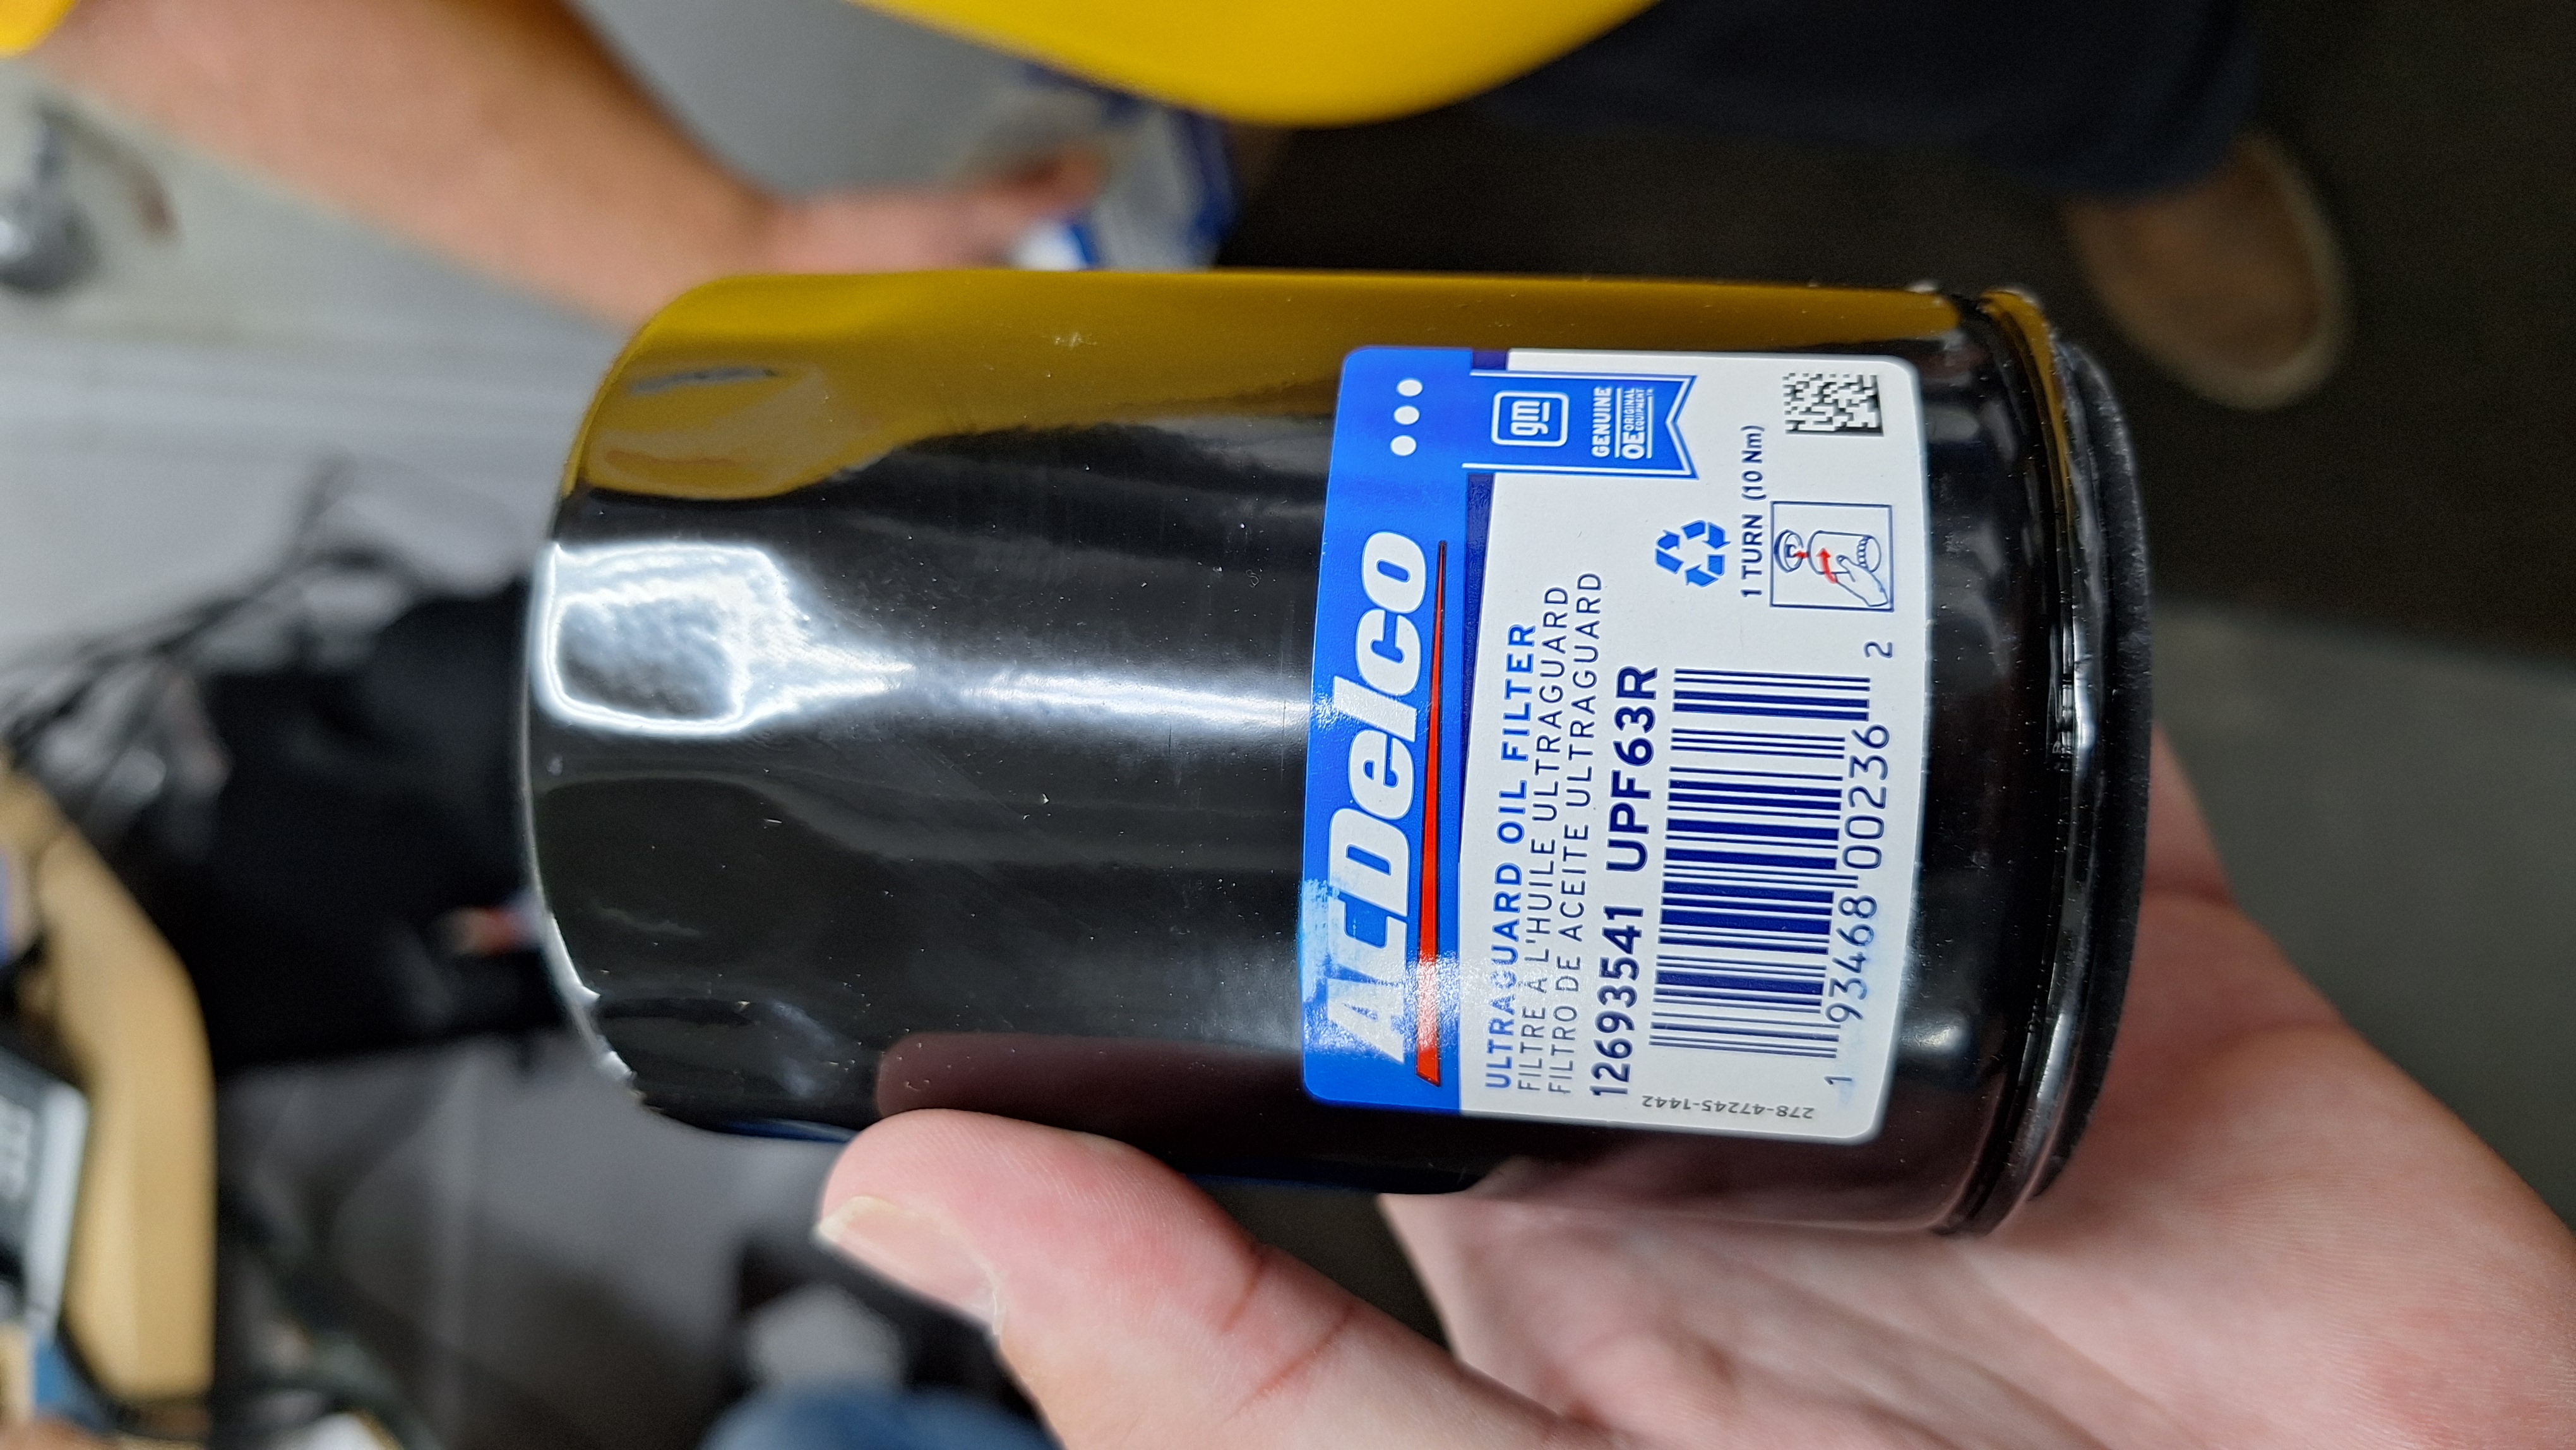 ACDelco
gm
GENUINE
OE ORIGINAL
EQUIPMENT
ULTRAGUARD OIL FILTER
FILTRE À L'HUILE ULTRAGUARD
FILTRO DE ACEITE ULTRAGUARD
12693541 UPF63R
1 TURN (10 Nm)
1 93468 00236 2
278-47245-1442